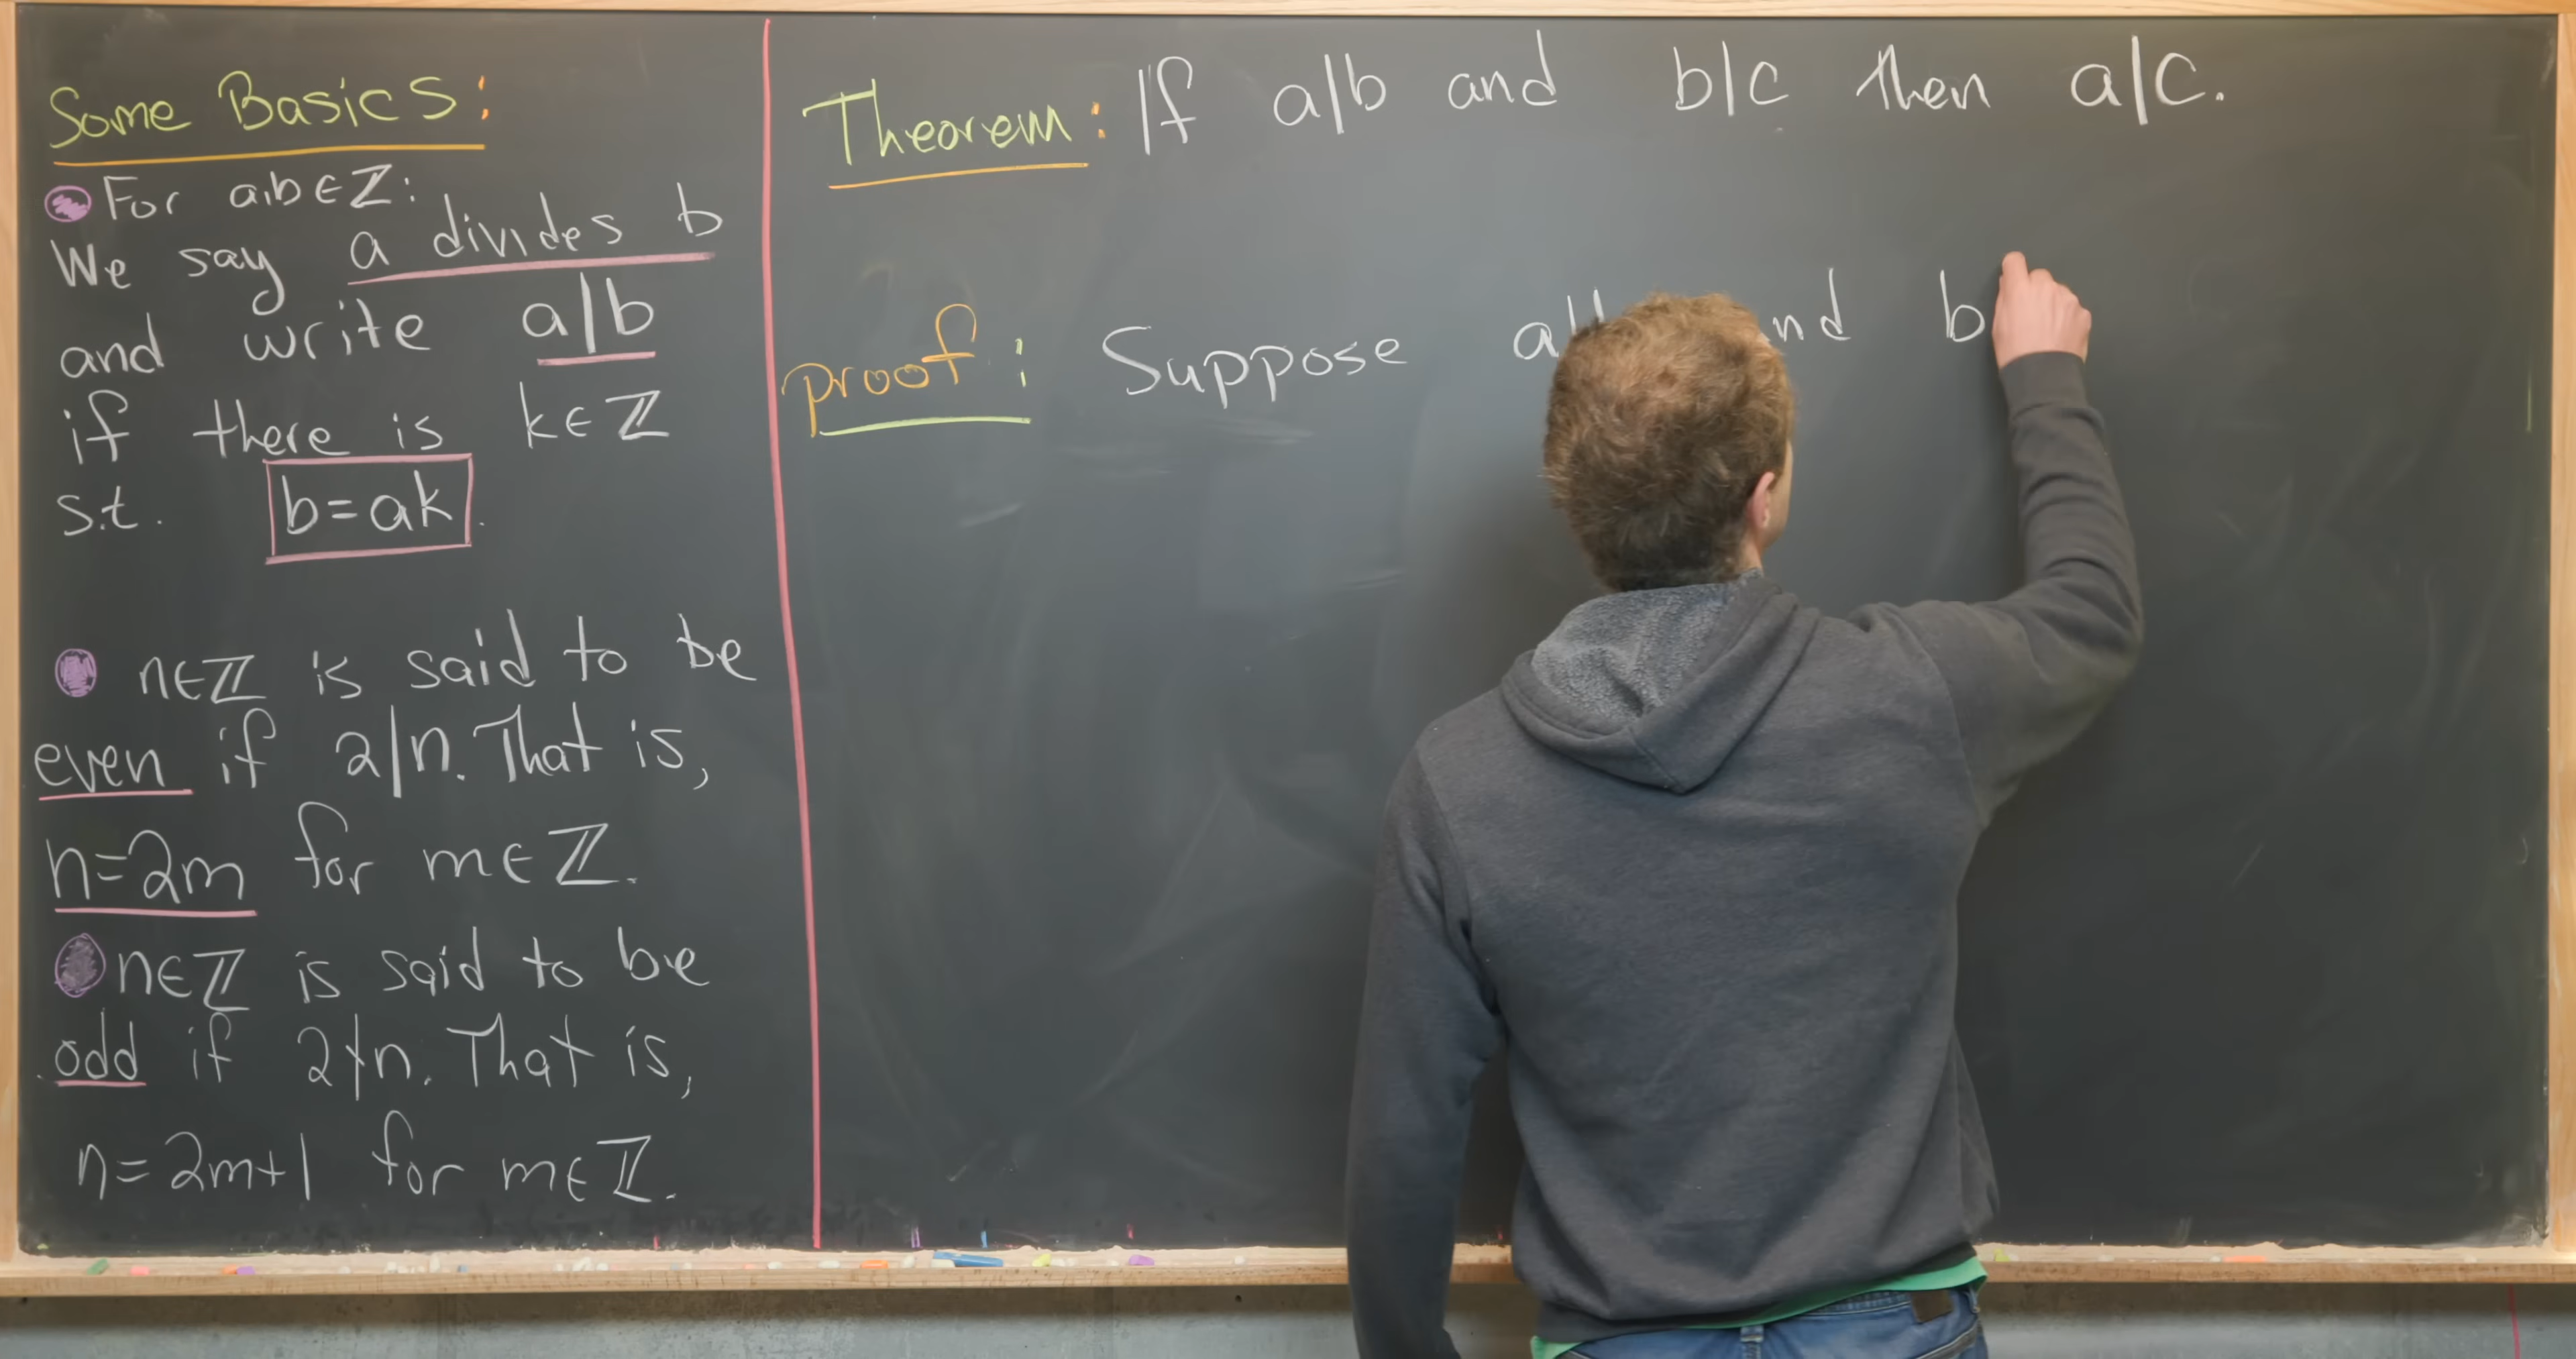 Some Basics:
For a,b∈ℤ:
We say a divides b
and write a|b
if there is k∈ℤ
s.t. b=ak.
n∈ℤ is said to be
even if 2|n. That is,
n=2m for m∈ℤ.
n∈ℤ is said to be
odd if 2∤n. That is,
n=2m+1 for m∈ℤ.
Theorem: If a|b and b|c then a|c.
proof: Suppose b